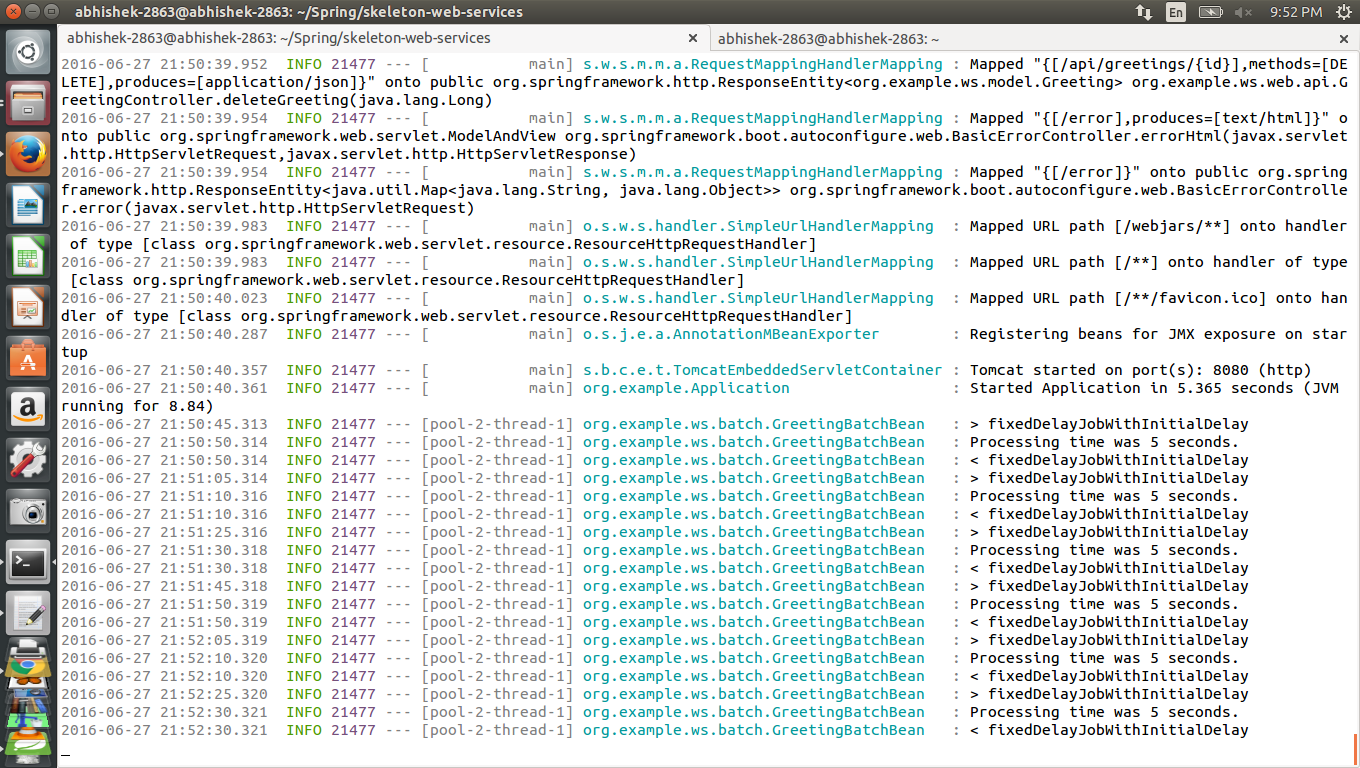 abhishek-2863@abhishek-2863: ~/Spring/skeleton-web-services
En
9:52 PM
abhishek-2863@abhishek-2863: ~/Spring/skeleton-web-services ×
abhishek-2863@abhishek-2863: ~ ×
2016-06-27 21:50:39.952  INFO 21477 --- [           main] s.w.s.m.m.a.RequestMappingHandlerMapping : Mapped "{[/api/greetings/{id}],methods=[DE
LETE],produces=[application/json]}" onto public org.springframework.http.ResponseEntity<org.example.ws.model.Greeting> org.example.ws.web.api.G
reetingController.deleteGreeting(java.lang.Long)
2016-06-27 21:50:39.954  INFO 21477 --- [           main] s.w.s.m.m.a.RequestMappingHandlerMapping : Mapped "{[/error],produces=[text/html]}" o
nto public org.springframework.web.servlet.ModelAndView org.springframework.boot.autoconfigure.web.BasicErrorController.errorHtml(javax.servlet
.http.HttpServletRequest,javax.servlet.http.HttpServletResponse)
2016-06-27 21:50:39.954  INFO 21477 --- [           main] s.w.s.m.m.a.RequestMappingHandlerMapping : Mapped "{[/error]}" onto public org.spring
framework.http.ResponseEntity<java.util.Map<java.lang.String, java.lang.Object>> org.springframework.boot.autoconfigure.web.BasicErrorControlle
r.error(javax.servlet.http.HttpServletRequest)
2016-06-27 21:50:39.983  INFO 21477 --- [           main] o.s.w.s.handler.SimpleUrlHandlerMapping  : Mapped URL path [/webjars/**] onto handler
 of type [class org.springframework.web.servlet.resource.ResourceHttpRequestHandler]
2016-06-27 21:50:39.983  INFO 21477 --- [           main] o.s.w.s.handler.SimpleUrlHandlerMapping  : Mapped URL path [/**] onto handler of type
 [class org.springframework.web.servlet.resource.ResourceHttpRequestHandler]
2016-06-27 21:50:40.023  INFO 21477 --- [           main] o.s.w.s.handler.SimpleUrlHandlerMapping  : Mapped URL path [/**/favicon.ico] onto han
dler of type [class org.springframework.web.servlet.resource.ResourceHttpRequestHandler]
2016-06-27 21:50:40.287  INFO 21477 --- [           main] o.s.j.e.a.AnnotationMBeanExporter        : Registering beans for JMX exposure on star
tup
2016-06-27 21:50:40.357  INFO 21477 --- [           main] s.b.c.e.t.TomcatEmbeddedServletContainer : Tomcat started on port(s): 8080 (http)
2016-06-27 21:50:40.361  INFO 21477 --- [           main] org.example.Application                  : Started Application in 5.365 seconds (JVM
running for 8.84)
2016-06-27 21:50:45.313  INFO 21477 --- [pool-2-thread-1] org.example.ws.batch.GreetingBatchBean   : > fixedDelayJobWithInitialDelay
2016-06-27 21:50:50.314  INFO 21477 --- [pool-2-thread-1] org.example.ws.batch.GreetingBatchBean   : Processing time was 5 seconds.
2016-06-27 21:50:50.314  INFO 21477 --- [pool-2-thread-1] org.example.ws.batch.GreetingBatchBean   : < fixedDelayJobWithInitialDelay
2016-06-27 21:51:05.314  INFO 21477 --- [pool-2-thread-1] org.example.ws.batch.GreetingBatchBean   : > fixedDelayJobWithInitialDelay
2016-06-27 21:51:10.316  INFO 21477 --- [pool-2-thread-1] org.example.ws.batch.GreetingBatchBean   : Processing time was 5 seconds.
2016-06-27 21:51:10.316  INFO 21477 --- [pool-2-thread-1] org.example.ws.batch.GreetingBatchBean   : < fixedDelayJobWithInitialDelay
2016-06-27 21:51:25.316  INFO 21477 --- [pool-2-thread-1] org.example.ws.batch.GreetingBatchBean   : > fixedDelayJobWithInitialDelay
2016-06-27 21:51:30.318  INFO 21477 --- [pool-2-thread-1] org.example.ws.batch.GreetingBatchBean   : Processing time was 5 seconds.
2016-06-27 21:51:30.318  INFO 21477 --- [pool-2-thread-1] org.example.ws.batch.GreetingBatchBean   : < fixedDelayJobWithInitialDelay
2016-06-27 21:51:45.318  INFO 21477 --- [pool-2-thread-1] org.example.ws.batch.GreetingBatchBean   : > fixedDelayJobWithInitialDelay
2016-06-27 21:51:50.319  INFO 21477 --- [pool-2-thread-1] org.example.ws.batch.GreetingBatchBean   : Processing time was 5 seconds.
2016-06-27 21:51:50.319  INFO 21477 --- [pool-2-thread-1] org.example.ws.batch.GreetingBatchBean   : < fixedDelayJobWithInitialDelay
2016-06-27 21:52:05.319  INFO 21477 --- [pool-2-thread-1] org.example.ws.batch.GreetingBatchBean   : > fixedDelayJobWithInitialDelay
2016-06-27 21:52:10.320  INFO 21477 --- [pool-2-thread-1] org.example.ws.batch.GreetingBatchBean   : Processing time was 5 seconds.
2016-06-27 21:52:10.320  INFO 21477 --- [pool-2-thread-1] org.example.ws.batch.GreetingBatchBean   : < fixedDelayJobWithInitialDelay
2016-06-27 21:52:25.320  INFO 21477 --- [pool-2-thread-1] org.example.ws.batch.GreetingBatchBean   : > fixedDelayJobWithInitialDelay
2016-06-27 21:52:30.321  INFO 21477 --- [pool-2-thread-1] org.example.ws.batch.GreetingBatchBean   : Processing time was 5 seconds.
2016-06-27 21:52:30.321  INFO 21477 --- [pool-2-thread-1] org.example.ws.batch.GreetingBatchBean   : < fixedDelayJobWithInitialDelay